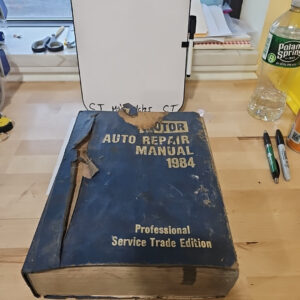 MOTOR
AUTO REPAIR
MANUAL
1984
Professional
Service Trade Edition
POLAND
SPRING